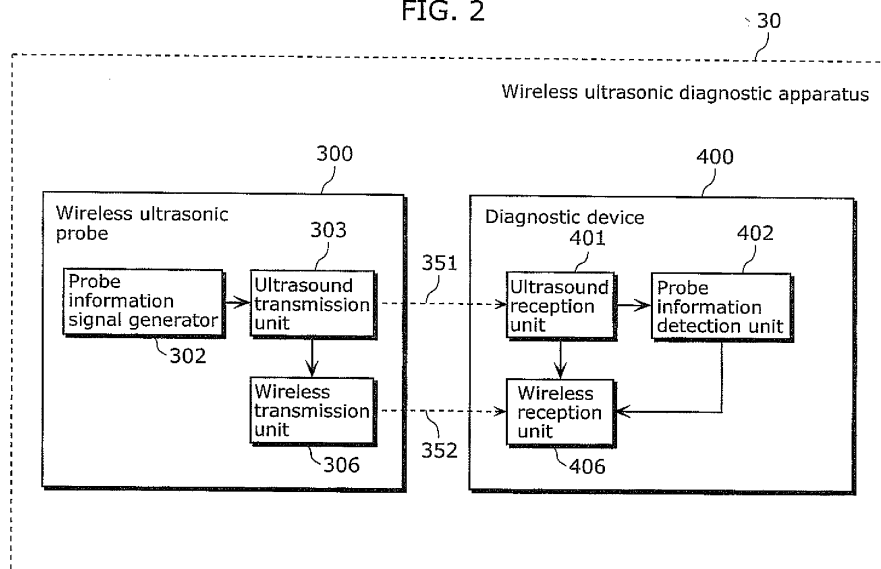 FIG. 2
30
Wireless ultrasonic diagnostic apparatus
300
400
Wireless ultrasonic
probe
Diagnostic device
303
401
402
351
Probe
information
signal generator
Ultrasound
transmission
unit
Ultrasound
reception
unit
Probe
information
detection unit
302
Wireless
transmission
unit
Wireless
reception
unit
306
352
406